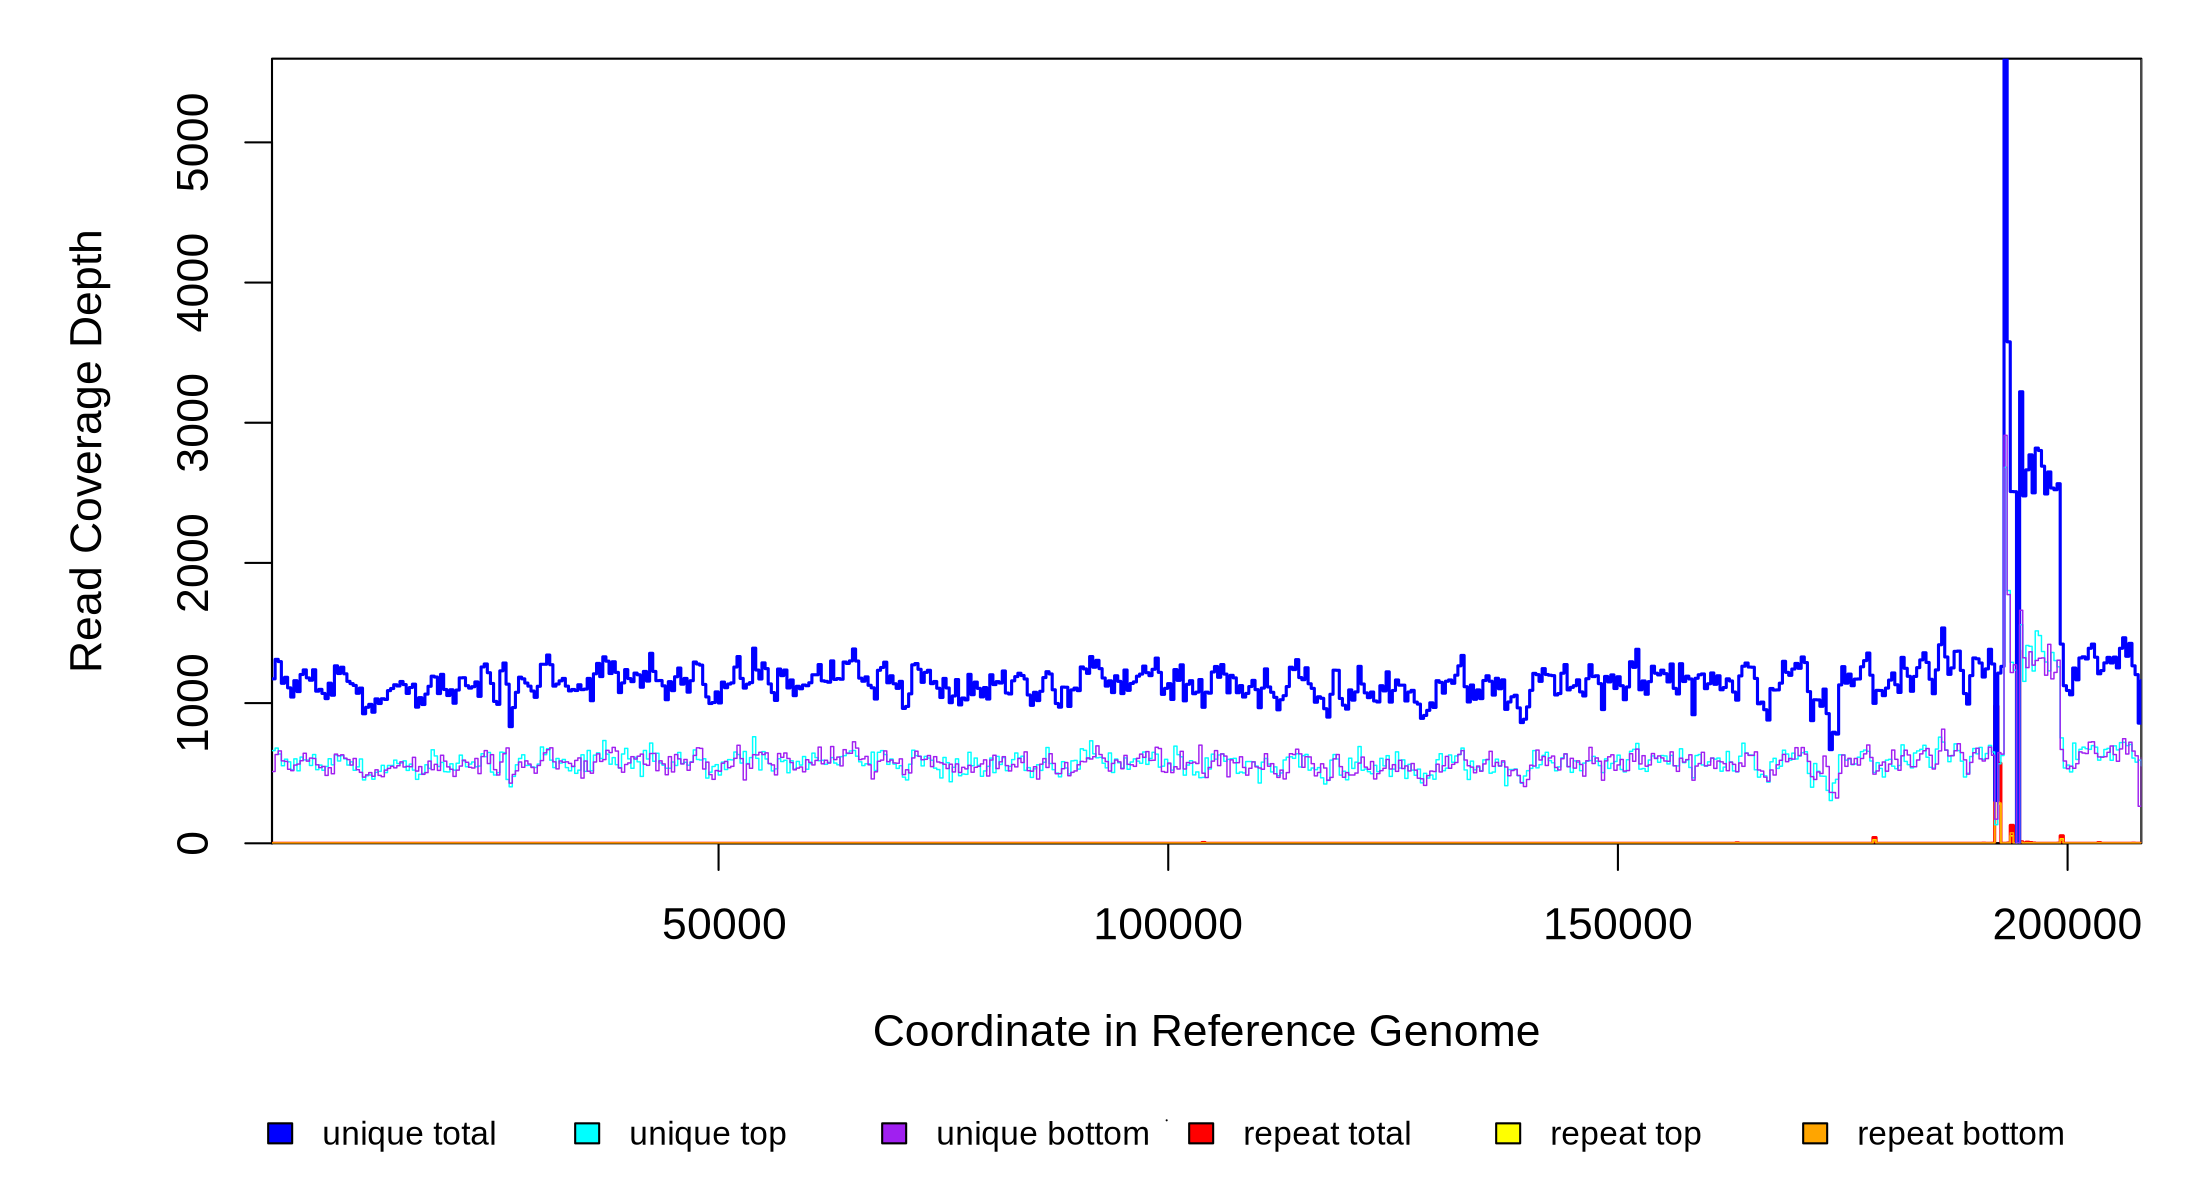 Read Coverage Depth
5000
4000
3000
2000
1000
0
50000 100000 150000 200000
Coordinate in Reference Genome
unique total unique top unique bottom repeat total repeat top repeat bottom